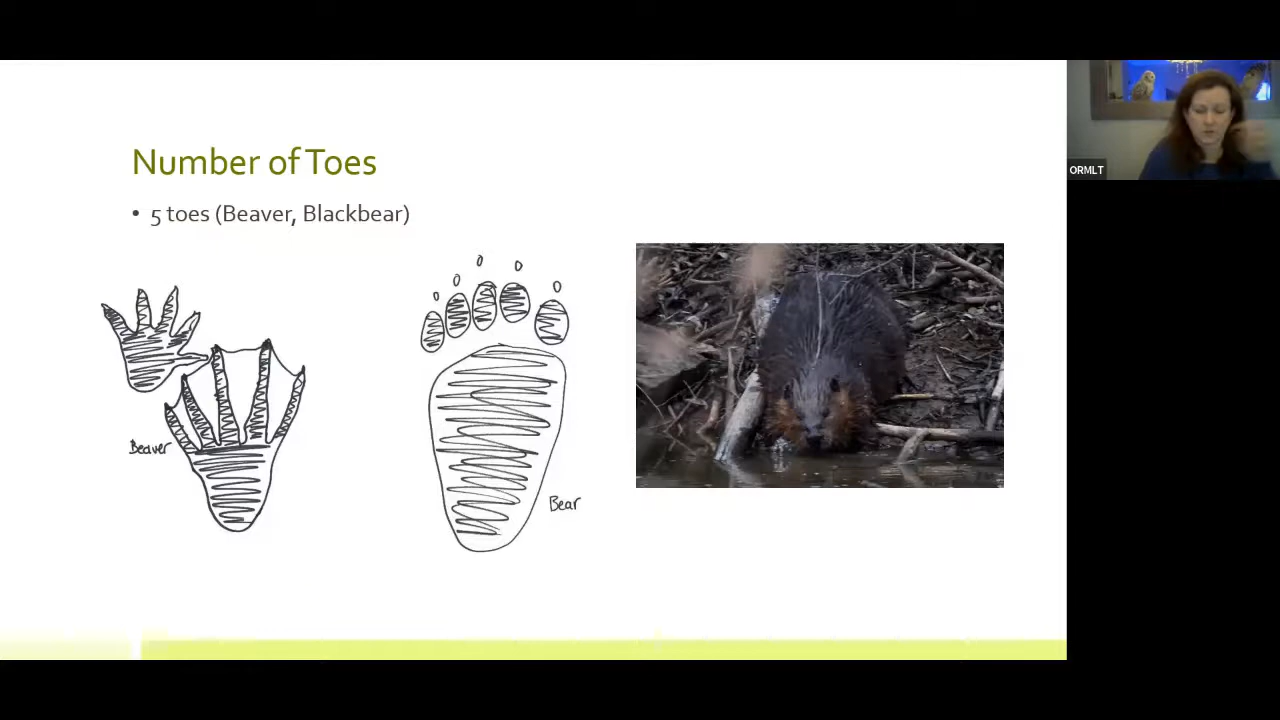 Number of Toes
• 5 toes (Beaver, Blackbear)
Beaver
Bear
ORMLT